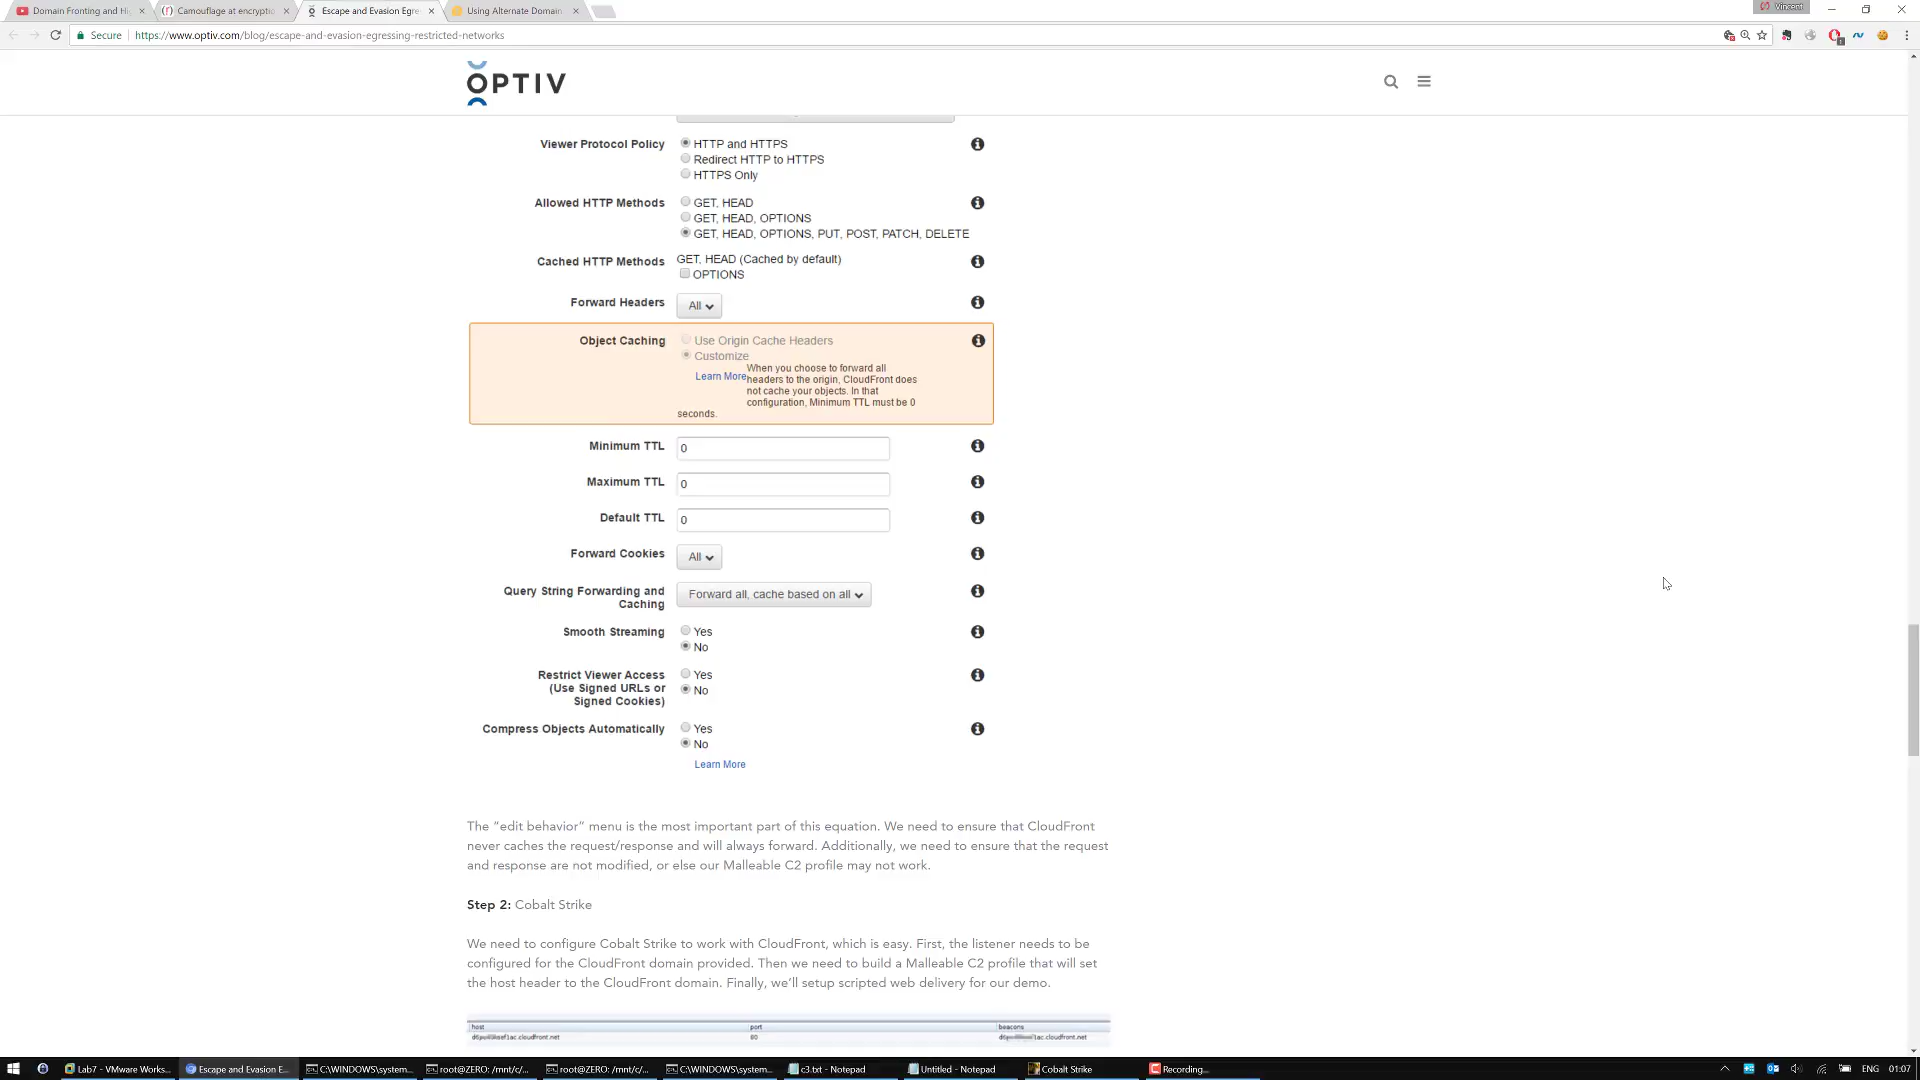 Domain Fronting and Hi
Camouflage at encryptio
Escape and Evasion Egre
Using Alternate Domain
Vincent
Secure
https://www.optiv.com/blog/escape-and-evasion-egressing-restricted-networks
OPTIV
Viewer Protocol Policy
HTTP and HTTPS
Redirect HTTP to HTTPS
HTTPS Only
Allowed HTTP Methods
GET, HEAD
GET, HEAD, OPTIONS
GET, HEAD, OPTIONS, PUT, POST, PATCH, DELETE
Cached HTTP Methods
GET, HEAD (Cached by default)
OPTIONS
Forward Headers
All
Object Caching
Use Origin Cache Headers
Customize
Learn More
When you choose to forward all
headers to the origin, CloudFront does
not cache your objects. In that
configuration, Minimum TTL must be 0
seconds.
Minimum TTL
0
Maximum TTL
0
Default TTL
0
Forward Cookies
All
Query String Forwarding and
Caching
Forward all, cache based on all
Smooth Streaming
Yes
No
Restrict Viewer Access
(Use Signed URLs or
Signed Cookies)
Yes
No
Compress Objects Automatically
Yes
No
Learn More
The “edit behavior” menu is the most important part of this equation. We need to ensure that CloudFront
never caches the request/response and will always forward. Additionally, we need to ensure that the request
and response are not modified, or else our Malleable C2 profile may not work.
Step 2: Cobalt Strike
We need to configure Cobalt Strike to work with CloudFront, which is easy. First, the listener needs to be
configured for the CloudFront domain provided. Then we need to build a Malleable C2 profile that will set
the host header to the CloudFront domain. Finally, we’ll setup scripted web delivery for our demo.
host
port
beacons
80
Lab7 - VMware Works...
Escape and Evasion E...
C:\WINDOWS\system...
root@ZERO: /mnt/c/...
root@ZERO: /mnt/c/...
C:\WINDOWS\system...
c3.txt - Notepad
Untitled - Notepad
Cobalt Strike
Recording...
ENG
01:07